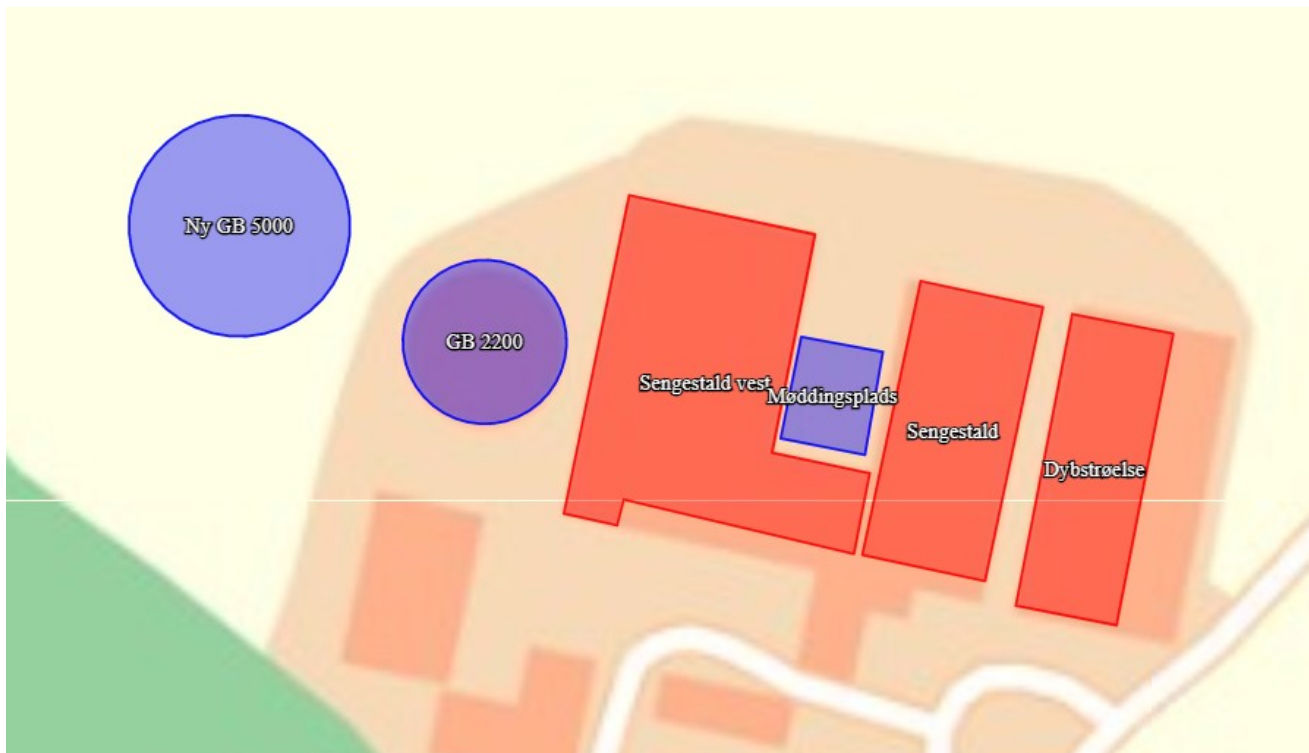 Ny GB 5000
GB 2200
Sengestald vest
Møddingsplads
Sengestald
Dybstrøelse